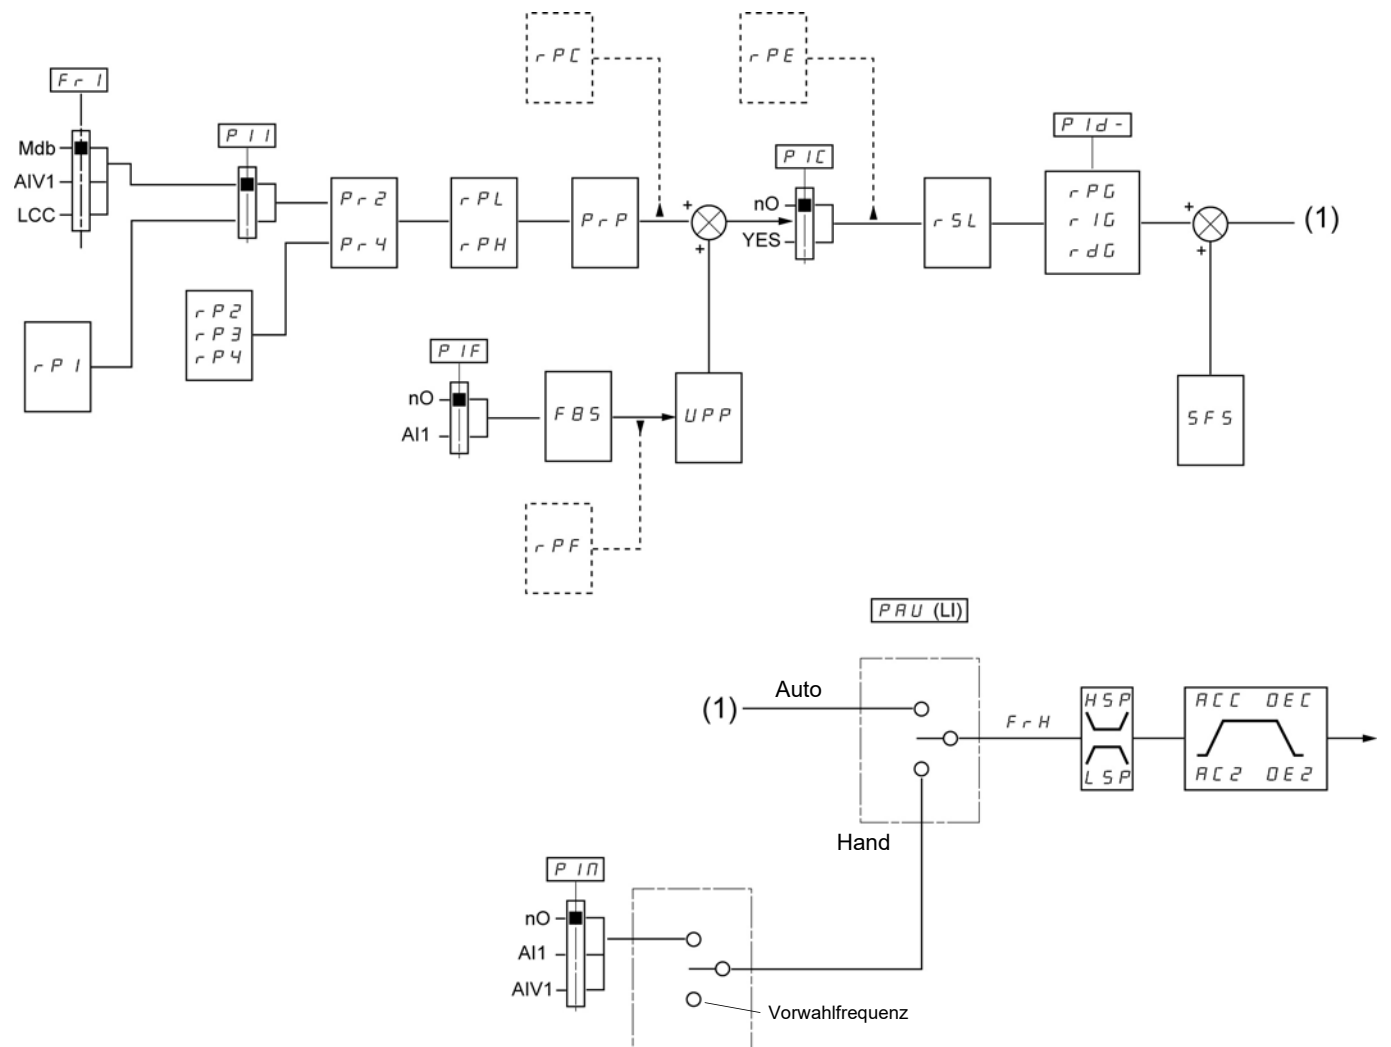 rPC
rPE
Fr1
PII
PId-
PIC
Mdb
AIV1
LCC
Pr2
Pr4
rPL
rPH
PrP
+
+
nO
YES
rSL
rPG
rIG
rdG
+
+
(1)
rP1
rP2
rP3
rP4
PIF
nO
AI1
FBS
UPP
SFS
rPF
PAU (LI)
(1)
Auto
FrH
HSP
LSP
ACC DEC
AC2 DE2
Hand
PIM
nO
AI1
AIV1
Vorwahlfrequenz